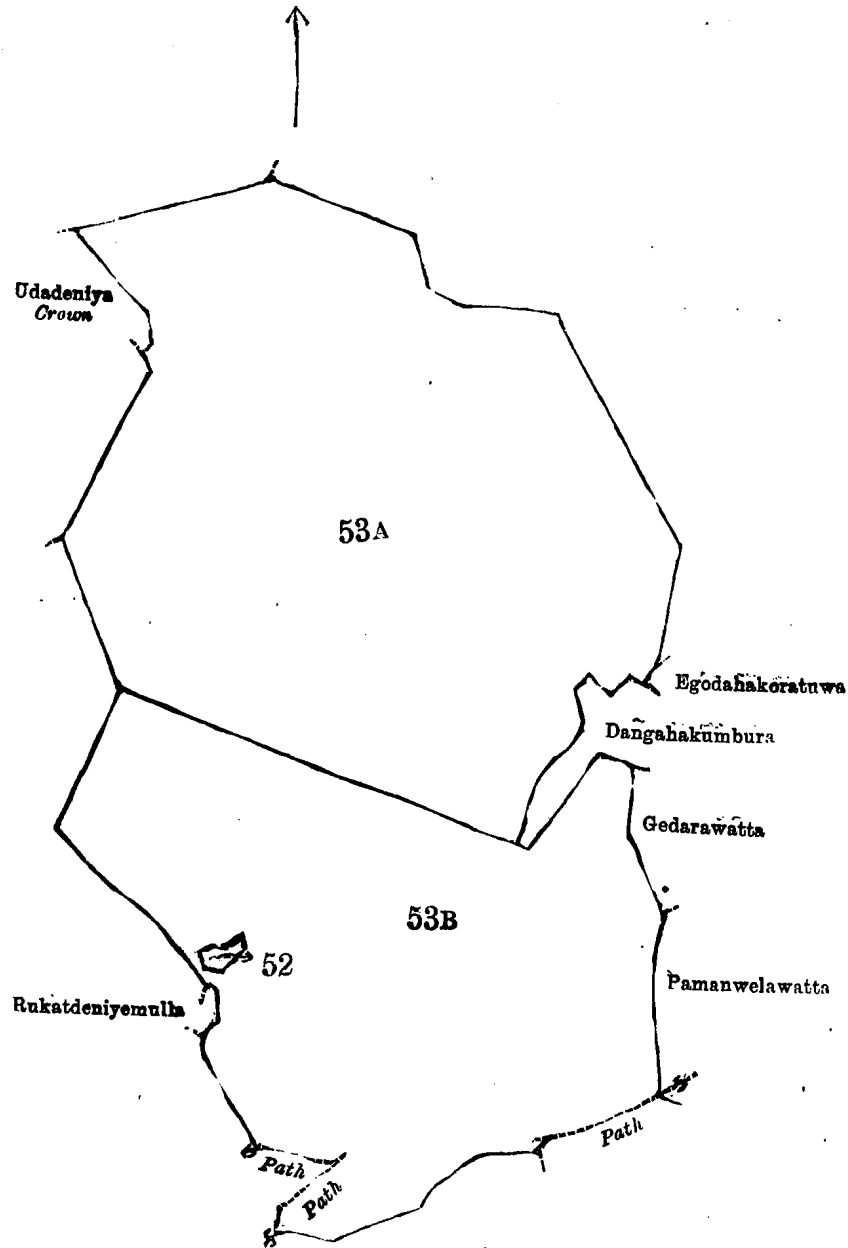 Udadeniya
Crown
53A
Egodahakoratuwa
Dangahakumbura
Gedarawatta
53B
52
Rukatdeniyemulla
Pamanwelawatta
Path
Path
Path